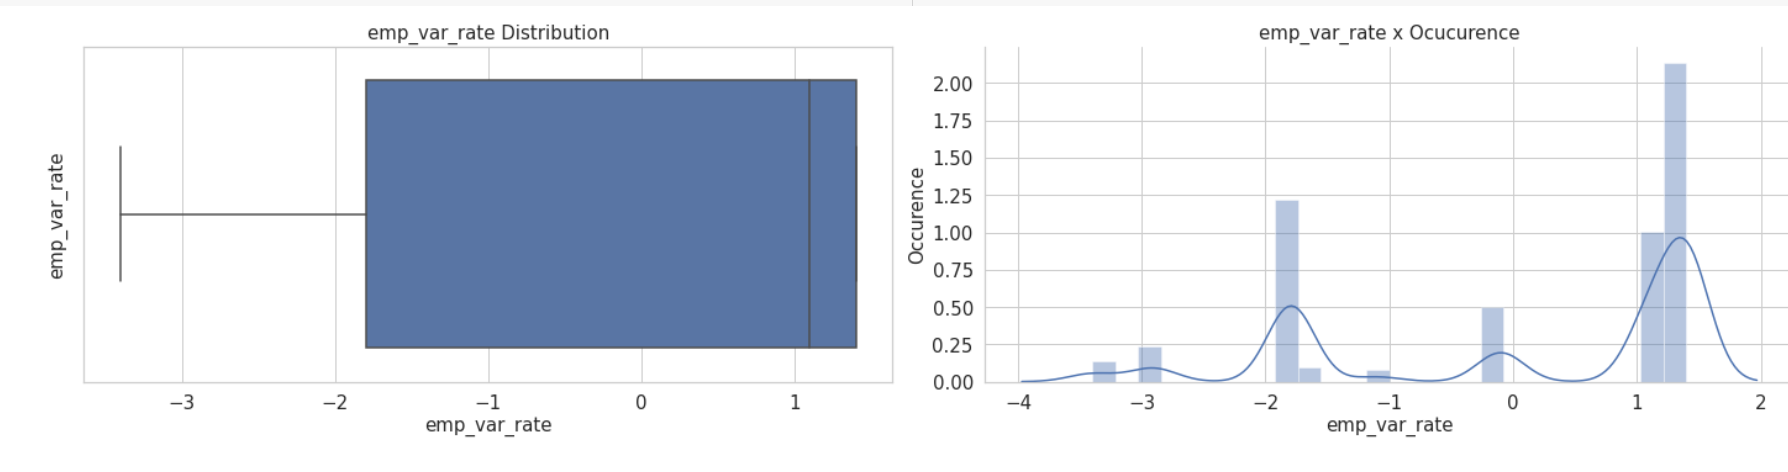 emp_var_rate Distribution
emp_var_rate
−3 −2 −1 0 1
emp_var_rate
emp_var_rate x Ocucurence
Occurence
2.00
1.75
1.50
1.25
1.00
0.75
0.50
0.25
0.00
−4 −3 −2 −1 0 1 2
emp_var_rate